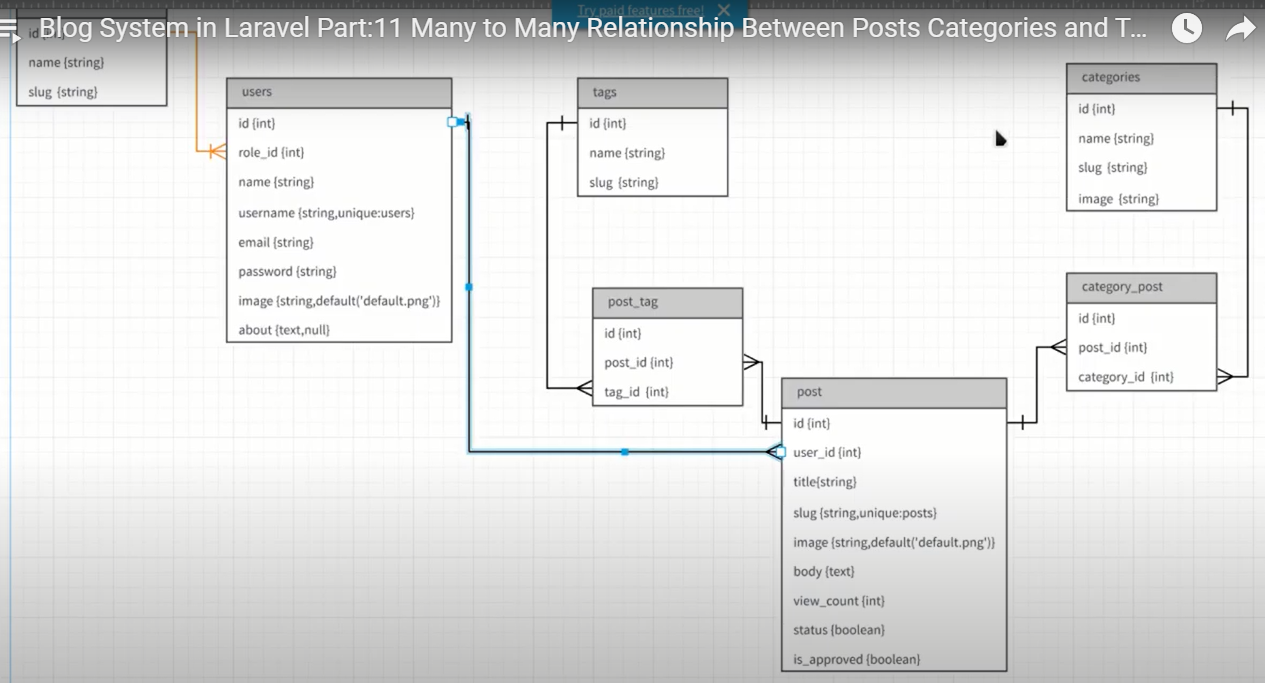 Try paid features free!
Blog System in Laravel Part:11 Many to Many Relationship Between Posts Categories and T...
id {int}
name {string}
slug {string}
users
id {int}
role_id {int}
name {string}
username {string,unique:users}
email {string}
password {string}
image {string,default('default.png')}
about {text,null}
tags
id {int}
name {string}
slug {string}
categories
id {int}
name {string}
slug {string}
image {string}
post_tag
id {int}
post_id {int}
tag_id {int}
category_post
id {int}
post_id {int}
category_id {int}
post
id {int}
user_id {int}
title{string}
slug {string,unique:posts}
image {string,default('default.png')}
body {text}
view_count {int}
status {boolean}
is_approved {boolean}